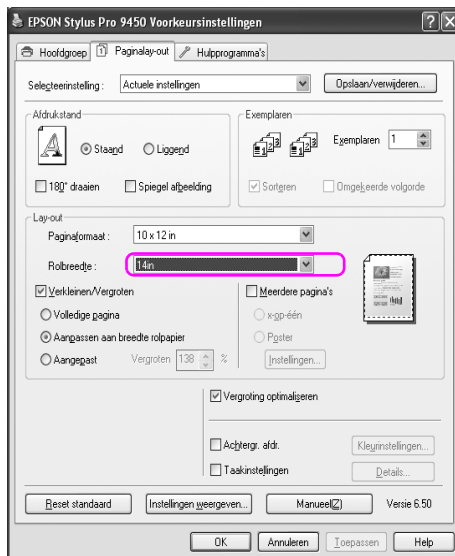 EPSON Stylus Pro 9450 Voorkeursinstellingen
Hoofdgroep Paginalay-out Hulpprogramma's
Selecteerinstelling : Actuele instellingen Opslaan/verwijderen...
Afdrukstand
A
Staand Liggend
180° draaien Spiegel afbeelding
Exemplaren
Exemplaren 1
Sorteren Omgekeerde volgorde
Lay-out
Paginaformaat : 10 x 12 in
Rolbreedte : 14in
Verkleinen/Vergroten
Volledige pagina
Aanpassen aan breedte rolpapier
Aangepast Vergroten 138 %
Meerdere pagina's
x-op-één
Poster
Instellingen...
Vergroting optimaliseren
Achtergr. afdr. Kleurinstellingen...
Taakinstellingen Details...
Reset standaard Instellingen weergeven... Manueel(Z) Versie 6.50
OK Annuleren Toepassen Help